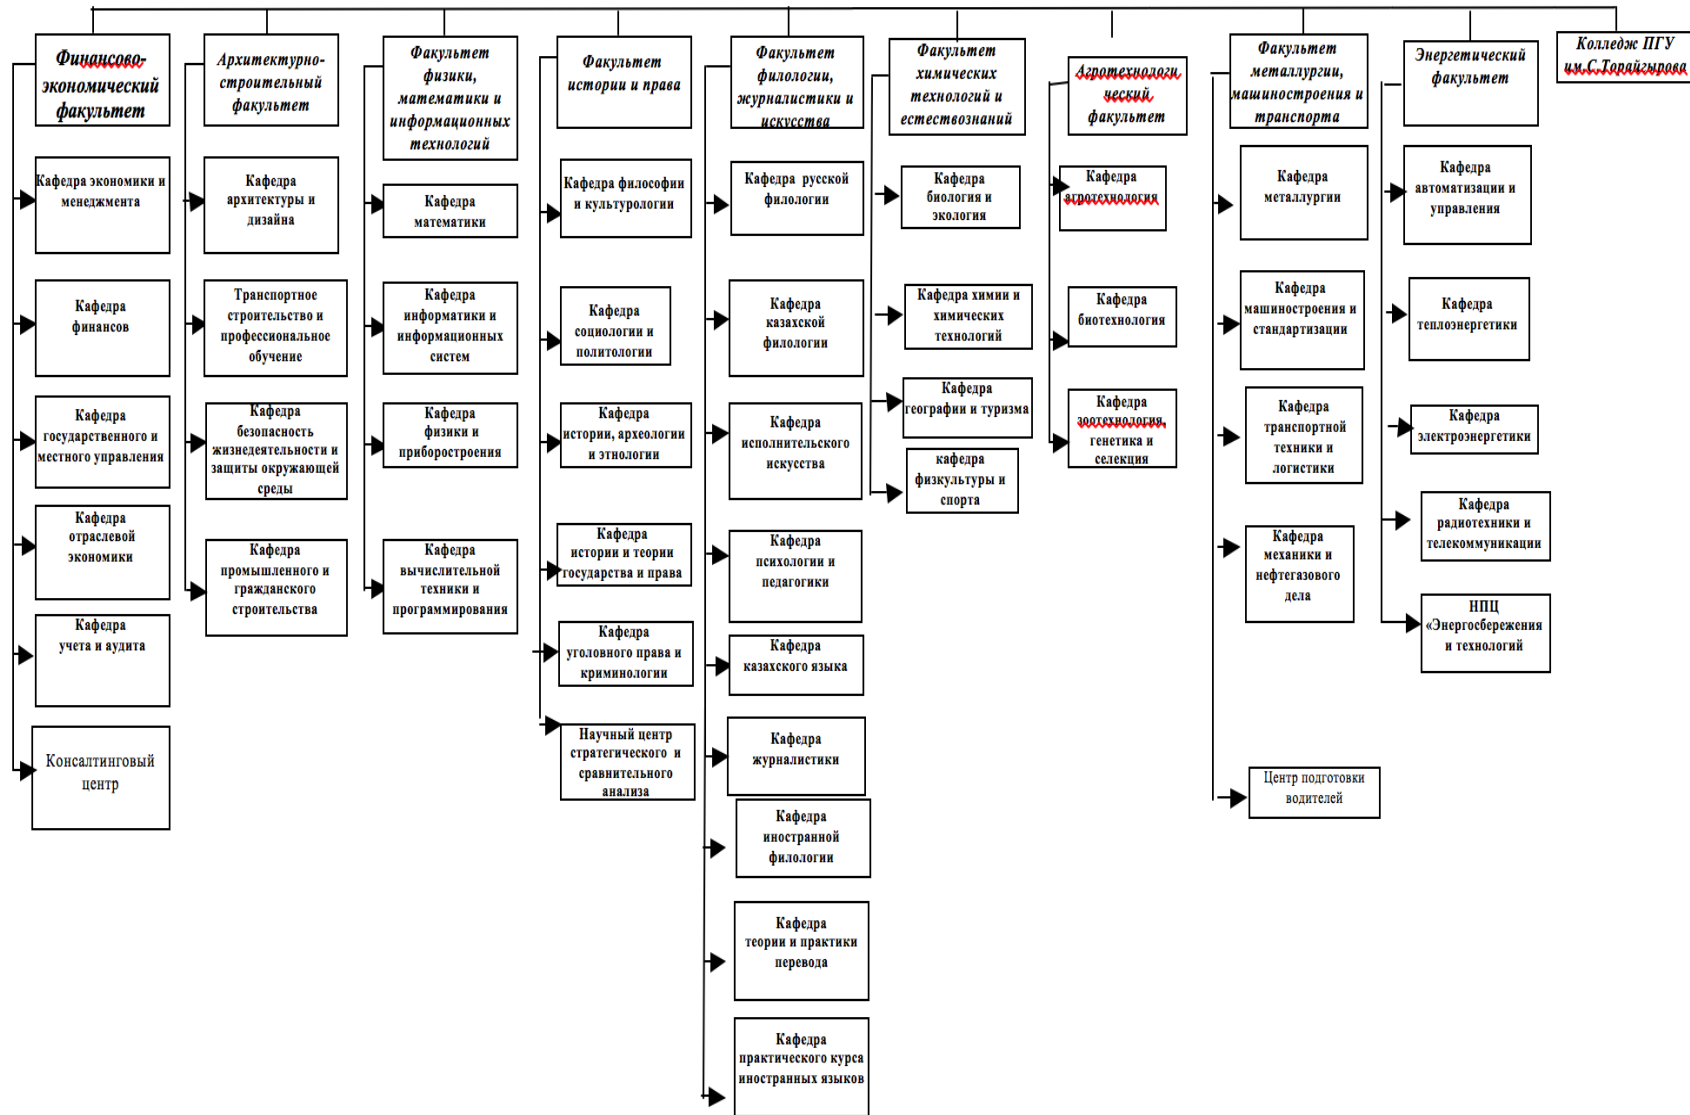 Финансово-
экономический
факультет
Кафедра экономики и
менеджмента
Кафедра
финансов
Кафедра
государственного и
местного управления
Кафедра
отраслевой
экономики
Кафедра
учета и аудита
Консалтинговый
центр
Архитектурно-
строительный
факультет
Кафедра
архитектуры и
дизайна
Транспортное
строительство и
профессиональное
обучение
Кафедра
безопасность
жизнедеятельности и
защиты окружающей
среды
Кафедра
промышленного и
гражданского
строительства
Факультет
физики,
математики и
информационных
технологий
Кафедра
математики
Кафедра
информатики и
информационных
систем
Кафедра
физики и
приборостроения
Кафедра
вычислительной
техники и
программирования
Факультет
истории и права
Кафедра философии
и культурологии
Кафедра
социологии и
политологии
Кафедра
истории, археологии
и этнологии
Кафедра
истории и теории
государства и права
Кафедра
уголовного права и
криминологии
Научный центр
стратегического и
сравнительного
анализа
Факультет
филологии,
журналистики и
искусства
Кафедра русской
филологии
Кафедра
казахской
филологии
Кафедра
исполнительского
искусства
Кафедра
психологии и
педагогики
Кафедра
казахского языка
Кафедра
журналистики
Кафедра
иностранной
филологии
Кафедра
теории и практики
перевода
Кафедра
практического курса
иностранных языков
Факультет
химических
технологий и
естествознаний
Кафедра
биология и
экология
Кафедра химии и
химических
технологий
Кафедра
географии и туризма
кафедра
физкультуры и
спорта
Агротехнологи
ческий
факультет
Кафедра
агротехнология
Кафедра
биотехнология
Кафедра
зоотехнология,
генетика и
селекция
Факультет
металлургии,
машиностроения и
транспорта
Кафедра
металлургии
Кафедра
машиностроения и
стандартизации
Кафедра
транспортной
техники и
логистики
Кафедра
механики и
нефтегазового
дела
Центр подготовки
водителей
Энергетический
факультет
Кафедра
автоматизации и
управления
Кафедра
теплоэнергетики
Кафедра
электроэнергетики
Кафедра
радиотехники и
телекоммуникации
НПЦ
«Энергосбережения
и технологий
Колледж ПГУ
им.С.Торайгырова